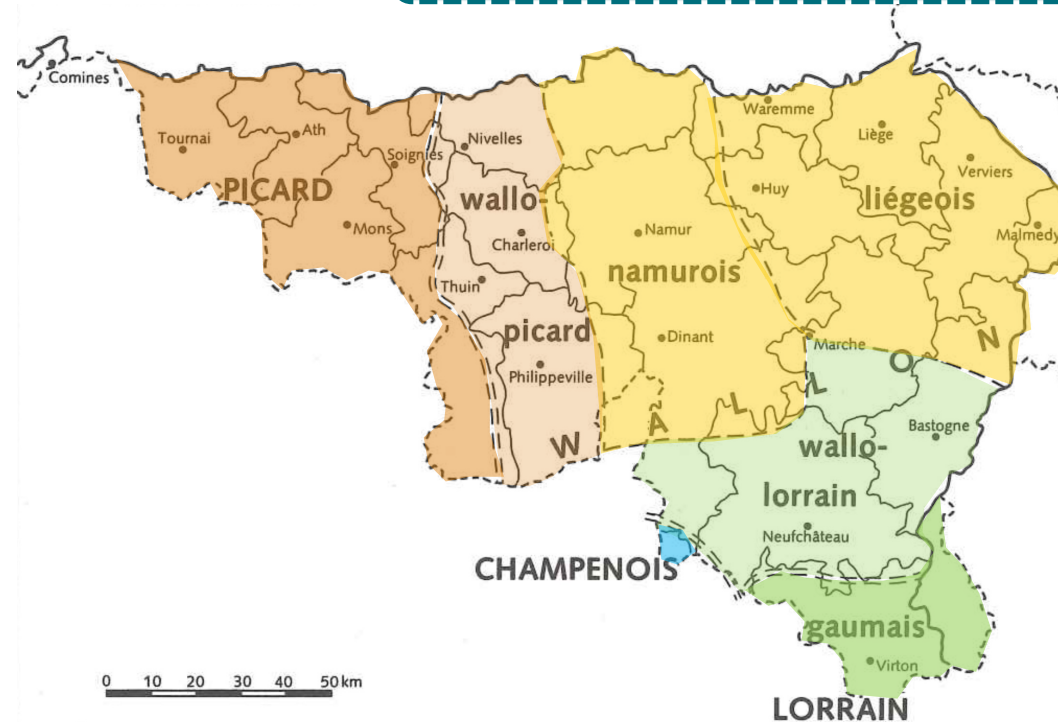 Comines
Tournai
Ath
Soignies
PICARD
Mons
Nivelles
wallo-
Charleroi
Thuin
picard
Philippeville
Namur
namurois
Dinant
Waremme
Liège
Verviers
Huy
liégeois
Malmedy
Marche
W A L L O N
Bastogne
wallo-
lorrain
Neufchâteau
CHAMPENOIS
gaumais
Virton
LORRAIN
0 10 20 30 40 50 km